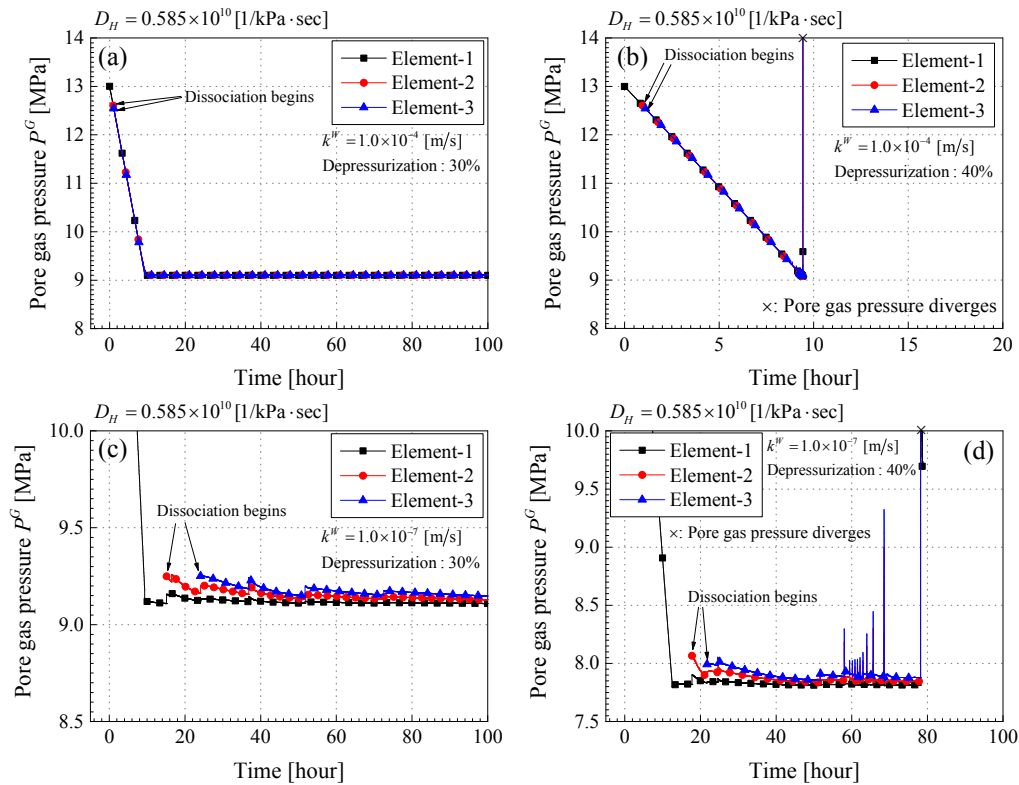 D_H = 0.585×10^10 [1/kPa·sec]
(a)
Element-1
Element-2
Element-3
Dissociation begins
k^W = 1.0×10^-4 [m/s]
Depressurization : 30%
Pore gas pressure P^G [MPa]
14
13
12
11
10
9
8
0 20 40 60 80 100
Time [hour]
D_H = 0.585×10^10 [1/kPa·sec]
(b)
Dissociation begins
Element-1
Element-2
Element-3
k^W = 1.0×10^-4 [m/s]
Depressurization : 40%
×: Pore gas pressure diverges
Pore gas pressure P^G [MPa]
14
13
12
11
10
9
8
0 5 10 15 20
Time [hour]
D_H = 0.585×10^10 [1/kPa·sec]
(c)
Element-1
Element-2
Element-3
Dissociation begins
k^W = 1.0×10^-7 [m/s]
Depressurization : 30%
Pore gas pressure P^G [MPa]
10.0
9.5
9.0
8.5
0 20 40 60 80 100
Time [hour]
D_H = 0.585×10^10 [1/kPa·sec]
Element-1
Element-2
Element-3
k^W = 1.0×10^-7 [m/s]
Depressurization : 40%
(d)
×: Pore gas pressure diverges
Dissociation begins
Pore gas pressure P^G [MPa]
10.0
9.5
9.0
8.5
8.0
7.5
0 20 40 60 80 100
Time [hour]